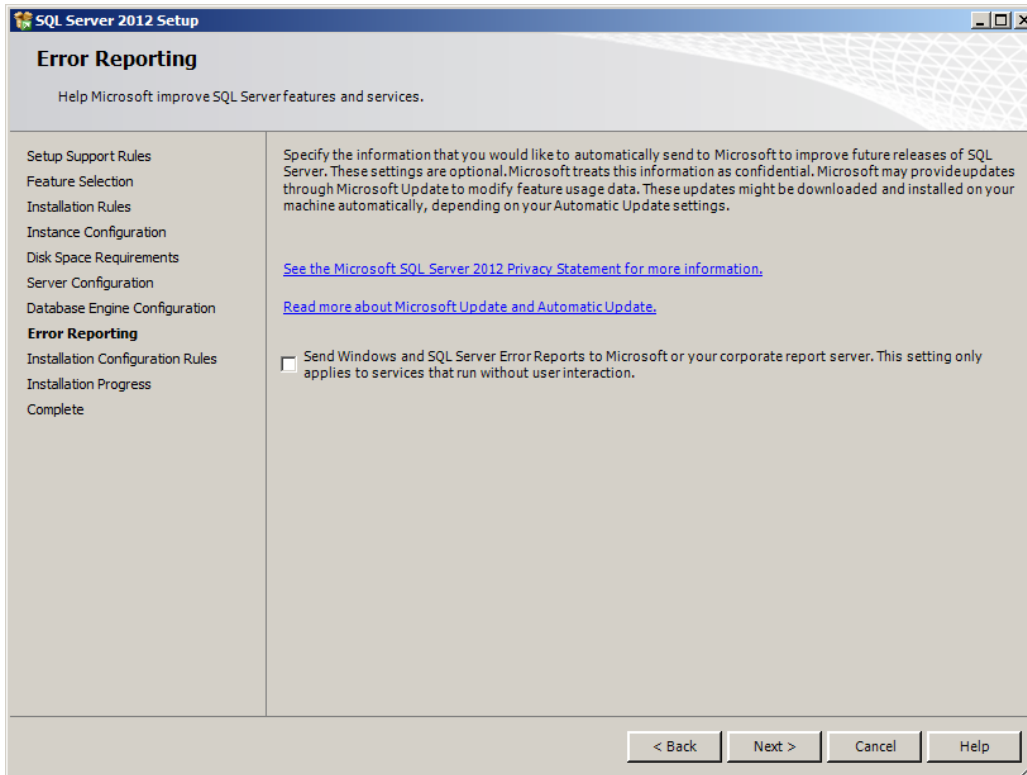 SQL Server 2012 Setup
Error Reporting
Help Microsoft improve SQL Server features and services.
Setup Support Rules
Feature Selection
Installation Rules
Instance Configuration
Disk Space Requirements
Server Configuration
Database Engine Configuration
Error Reporting
Installation Configuration Rules
Installation Progress
Complete
Specify the information that you would like to automatically send to Microsoft to improve future releases of SQL
Server. These settings are optional. Microsoft treats this information as confidential. Microsoft may provide updates
through Microsoft Update to modify feature usage data. These updates might be downloaded and installed on your
machine automatically, depending on your Automatic Update settings.
See the Microsoft SQL Server 2012 Privacy Statement for more information.
Read more about Microsoft Update and Automatic Update.
Send Windows and SQL Server Error Reports to Microsoft or your corporate report server. This setting only
applies to services that run without user interaction.
< Back
Next >
Cancel
Help